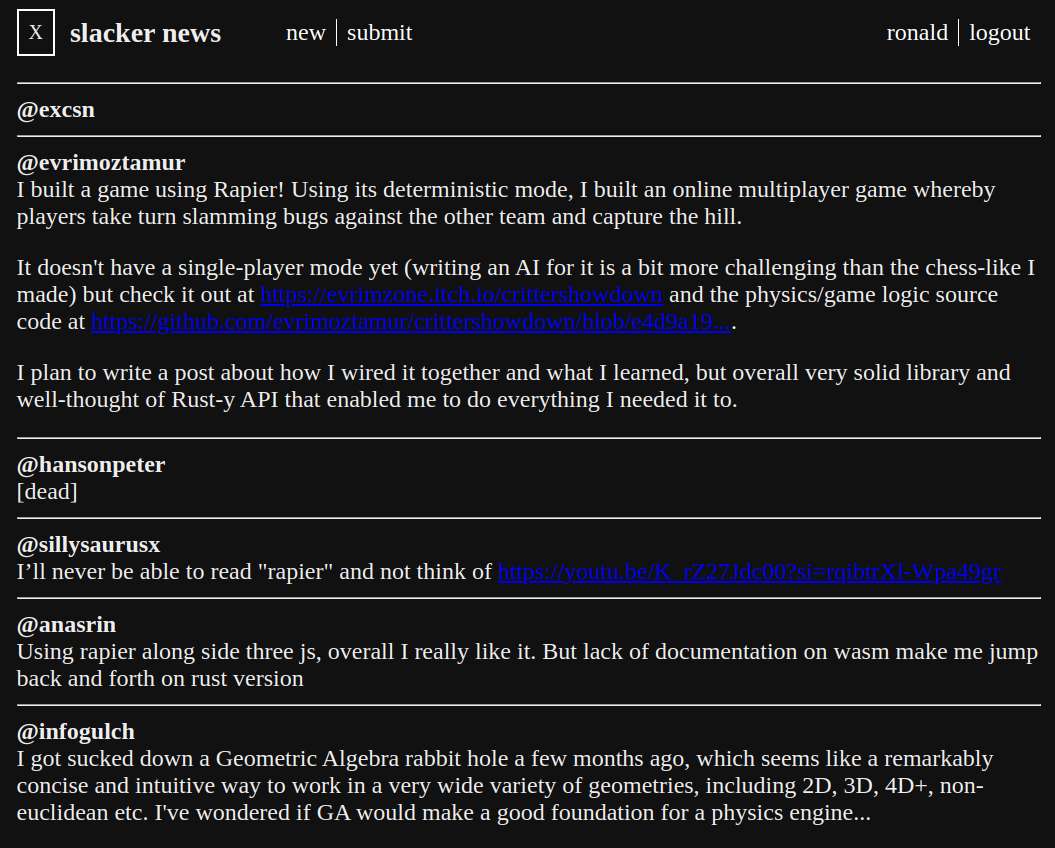 X slacker news new submit ronald logout
@excsn
@evrimoztamur
I built a game using Rapier! Using its deterministic mode, I built an online multiplayer game whereby
players take turn slamming bugs against the other team and capture the hill.
It doesn't have a single-player mode yet (writing an AI for it is a bit more challenging than the chess-like I
made) but check it out at https://evrimzone.itch.io/crittershowdown and the physics/game logic source
code at https://github.com/evrimoztamur/crittershowdown/blob/e4d9a19....
I plan to write a post about how I wired it together and what I learned, but overall very solid library and
well-thought of Rust-y API that enabled me to do everything I needed it to.
@hansonpeter
[dead]
@sillysaurusx
I’ll never be able to read "rapier" and not think of https://youtu.be/K_rZ27Jdc00?si=rqibtrXl-Wpa49gr
@anasrin
Using rapier along side three js, overall I really like it. But lack of documentation on wasm make me jump
back and forth on rust version
@infogulch
I got sucked down a Geometric Algebra rabbit hole a few months ago, which seems like a remarkably
concise and intuitive way to work in a very wide variety of geometries, including 2D, 3D, 4D+, non-
euclidean etc. I've wondered if GA would make a good foundation for a physics engine...